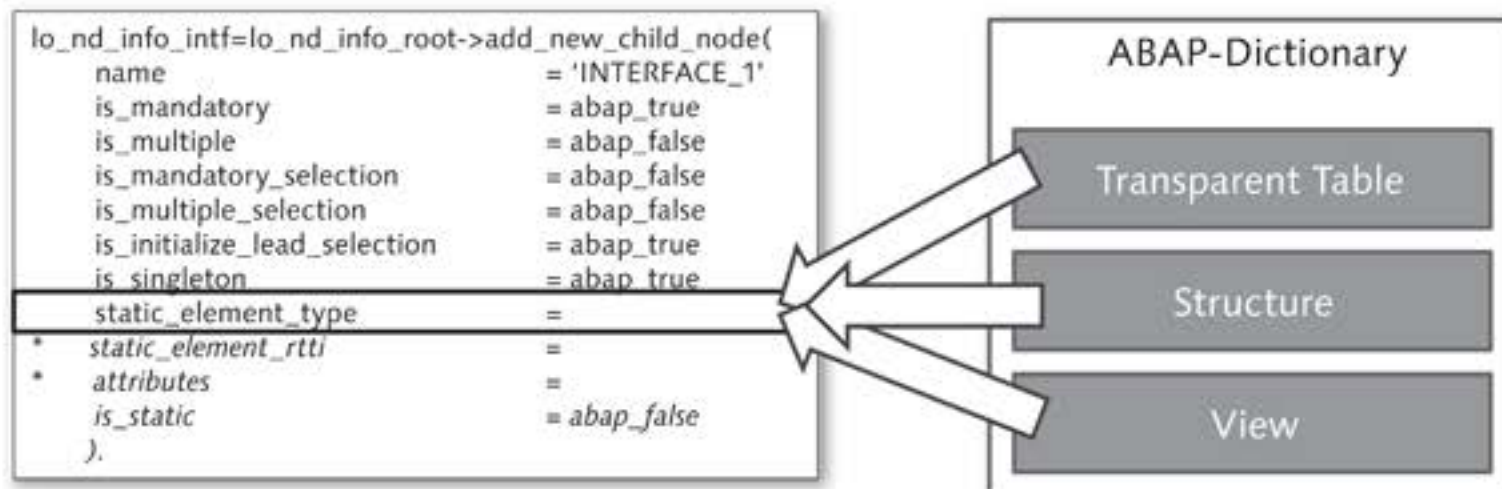 lo_nd_info_intf=lo_nd_info_root->add_new_child_node(
name = 'INTERFACE_1'
is_mandatory = abap_true
is_multiple = abap_false
is_mandatory_selection = abap_false
is_multiple_selection = abap_false
is_initialize_lead_selection = abap_true
is_singleton = abap_true
static_element_type =
* static_element_rtti =
* attributes =
is_static = abap_false
).
ABAP-Dictionary
Transparent Table
Structure
View